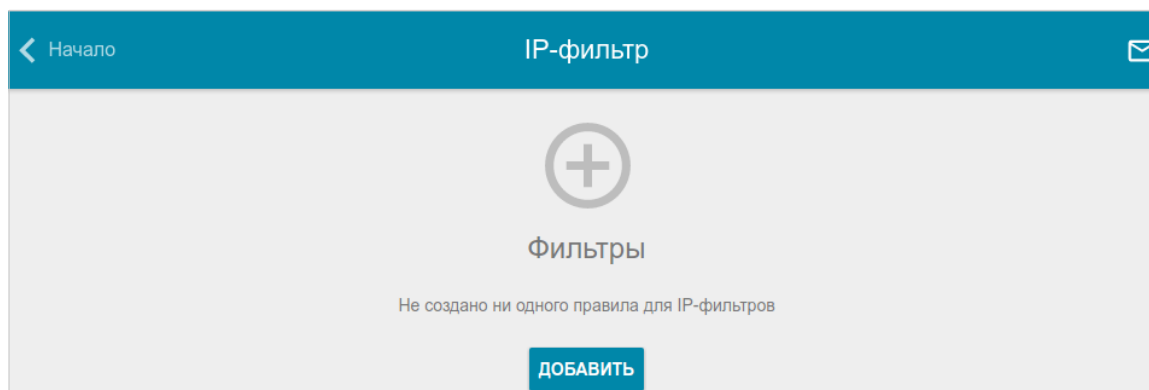 Начало
IP-фильтр
Фильтры
Не создано ни одного правила для IP-фильтров
ДОБАВИТЬ